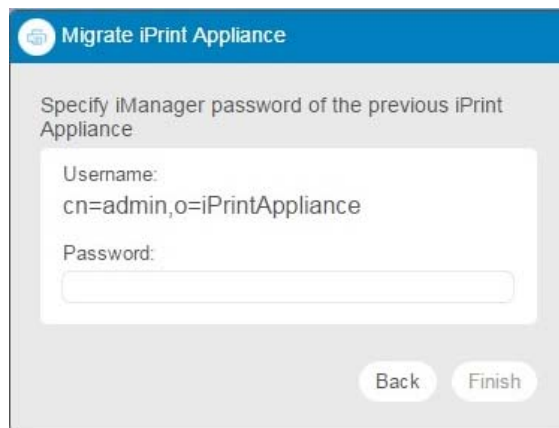 Migrate iPrint Appliance
Specify iManager password of the previous iPrint
Appliance
Username:
cn=admin,o=iPrintAppliance
Password:
Back Finish